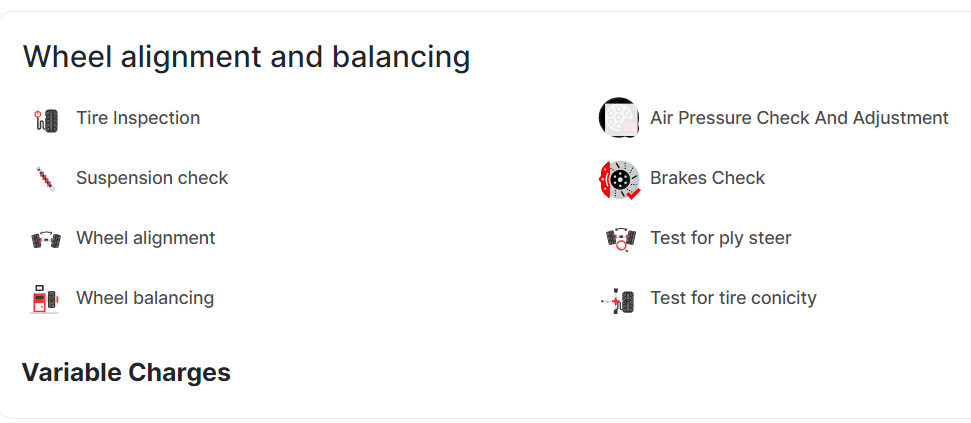 Wheel alignment and balancing
Tire Inspection
Air Pressure Check And Adjustment
Suspension check
Brakes Check
Wheel alignment
Test for ply steer
Wheel balancing
Test for tire conicity
Variable Charges